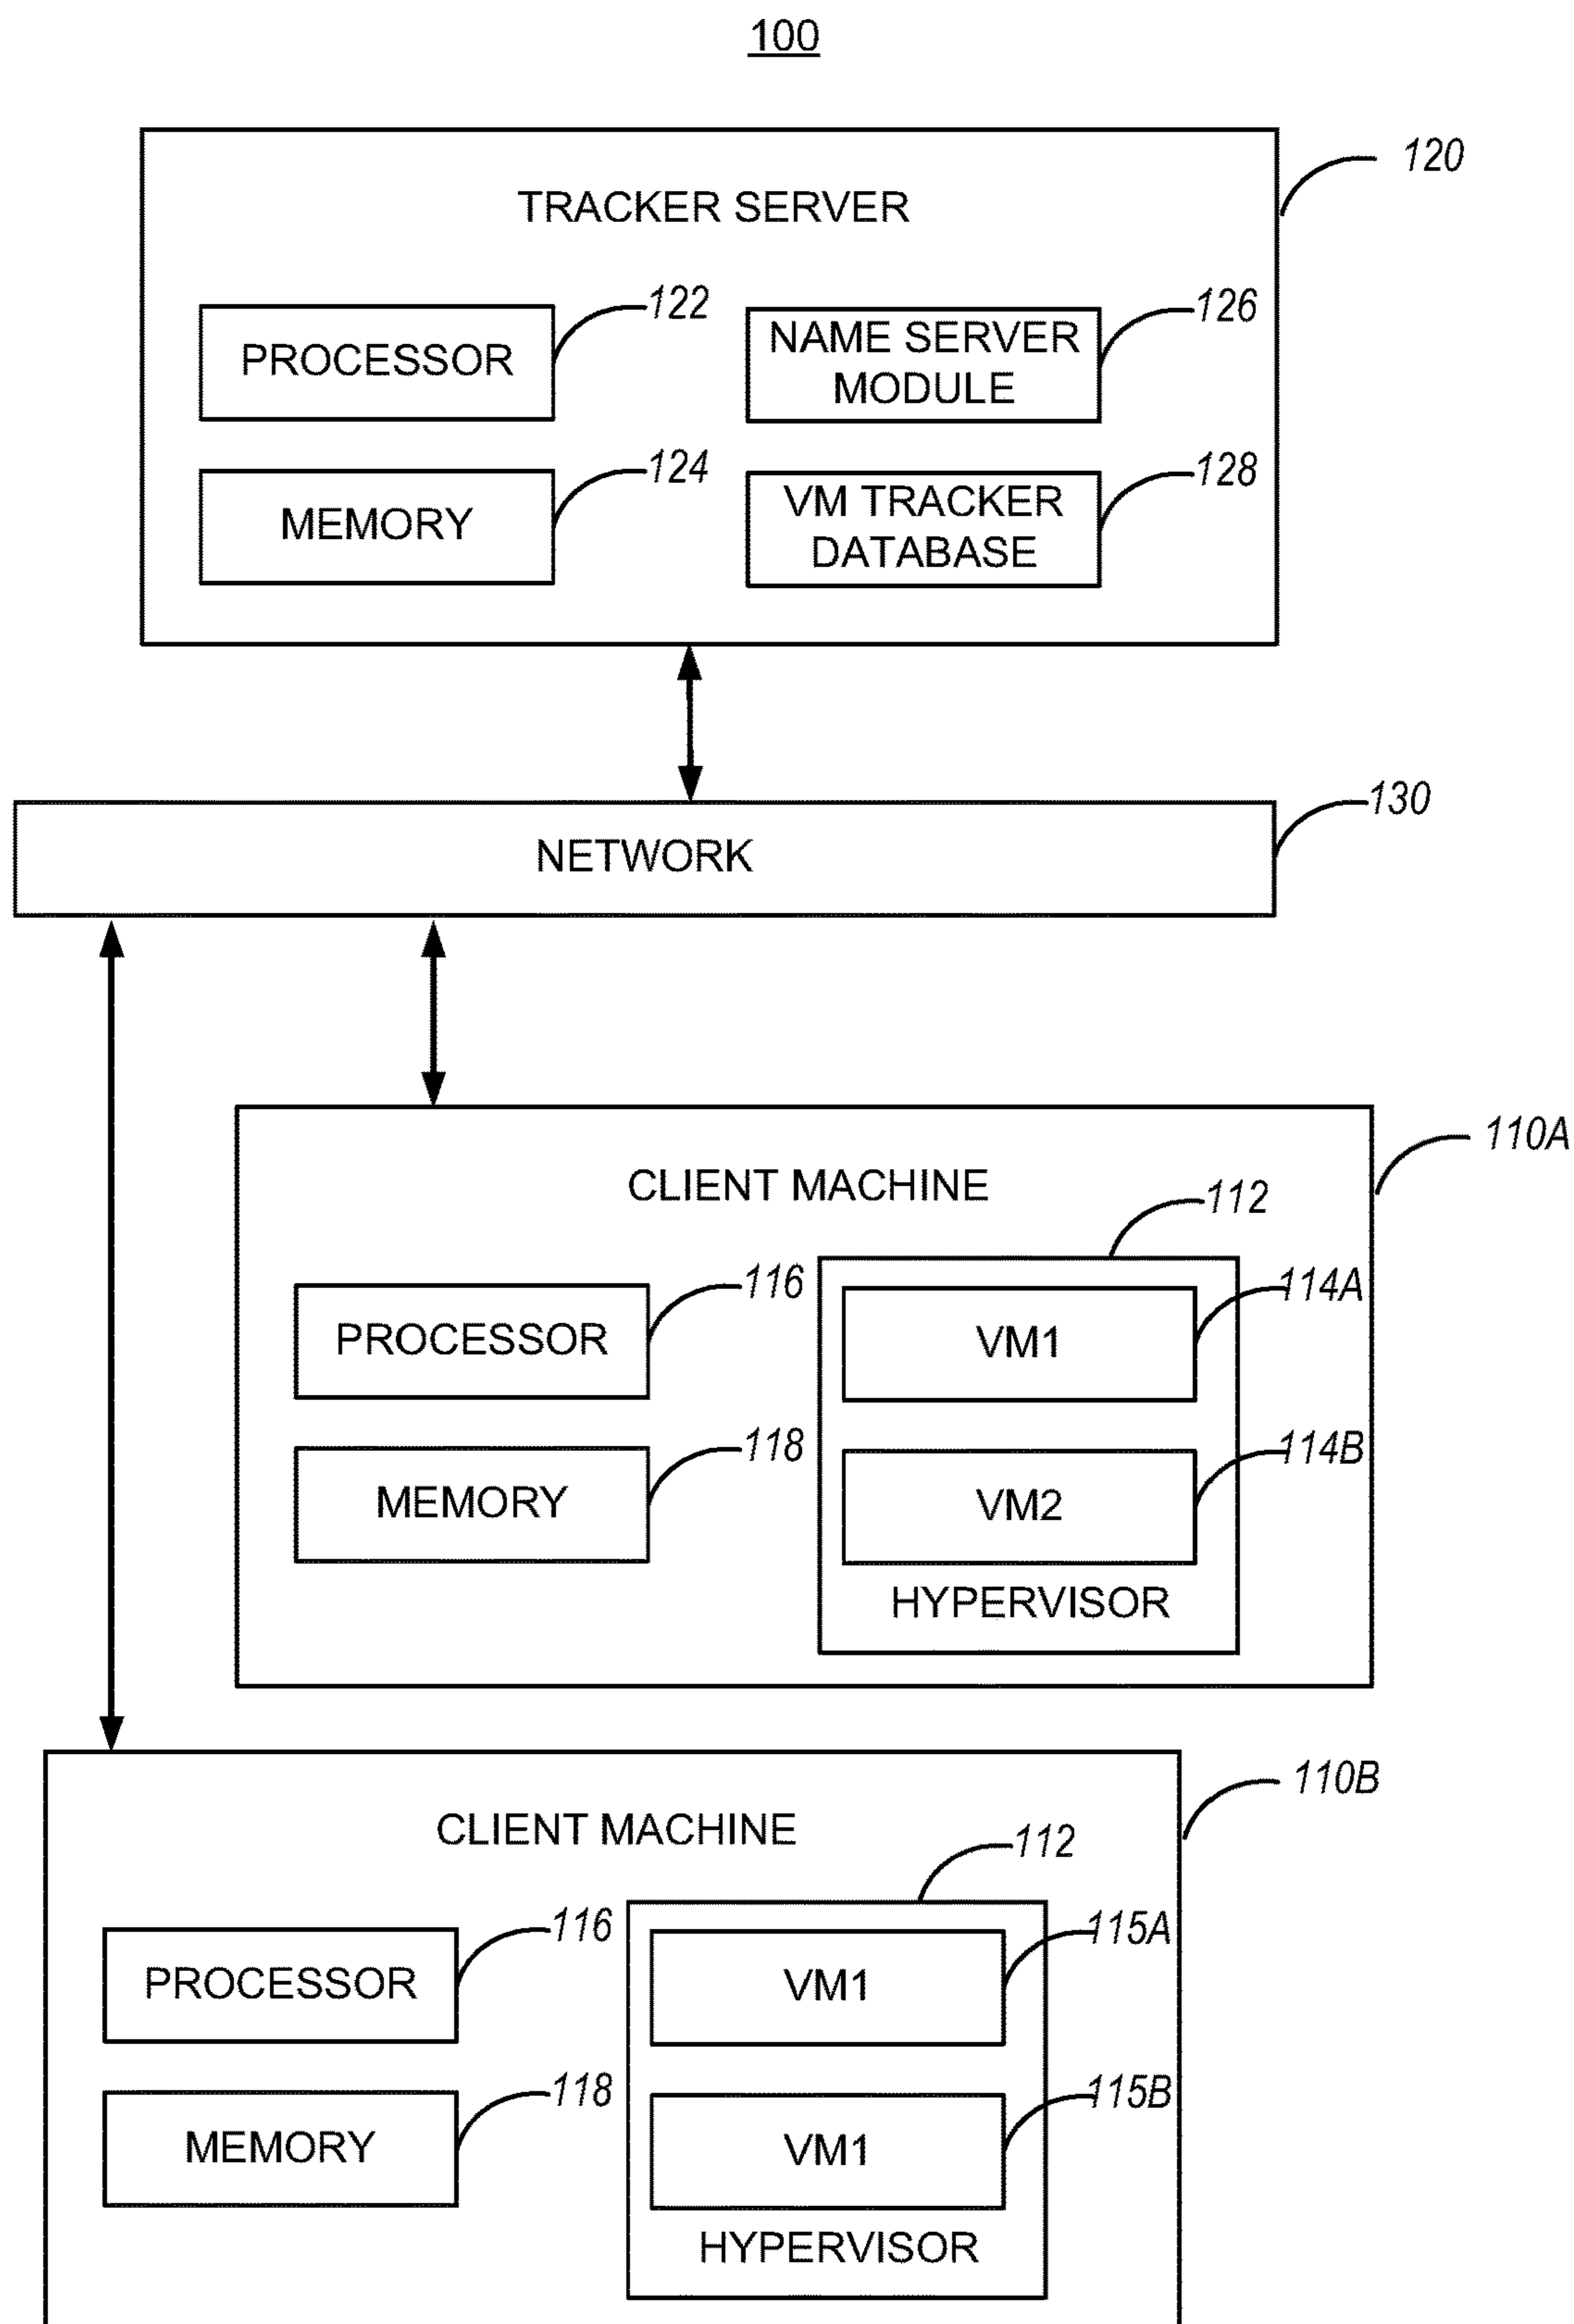 100
120
TRACKER SERVER
122
126
PROCESSOR
NAME SERVER
MODULE
124
128
MEMORY
VM TRACKER
DATABASE
130
NETWORK
110A
CLIENT MACHINE
112
116
114A
PROCESSOR
VM1
118
114B
MEMORY
VM2
HYPERVISOR
110B
CLIENT MACHINE
112
116
115A
PROCESSOR
VM1
118
115B
MEMORY
VM1
HYPERVISOR